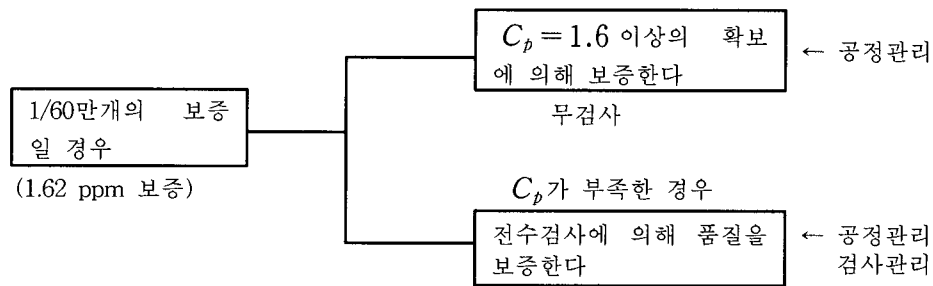 C_p = 1.6 이상의 확보
에 의해 보증한다
← 공정관리
무검사
1/60만개의 보증
일 경우
(1.62 ppm 보증)
C_p가 부족한 경우
전수검사에 의해 품질을
보증한다
← 공정관리
검사관리